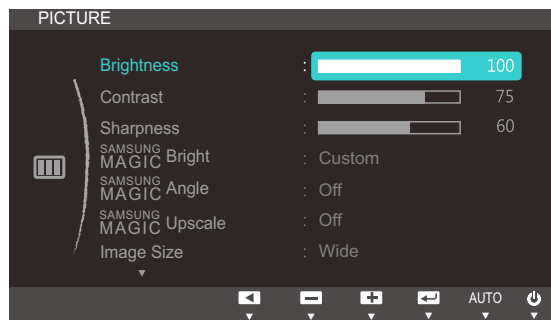 PICTURE
Brightness : 100
Contrast : 75
Sharpness : 60
SAMSUNG MAGIC Bright : Custom
SAMSUNG MAGIC Angle : Off
SAMSUNG MAGIC Upscale : Off
Image Size : Wide
AUTO